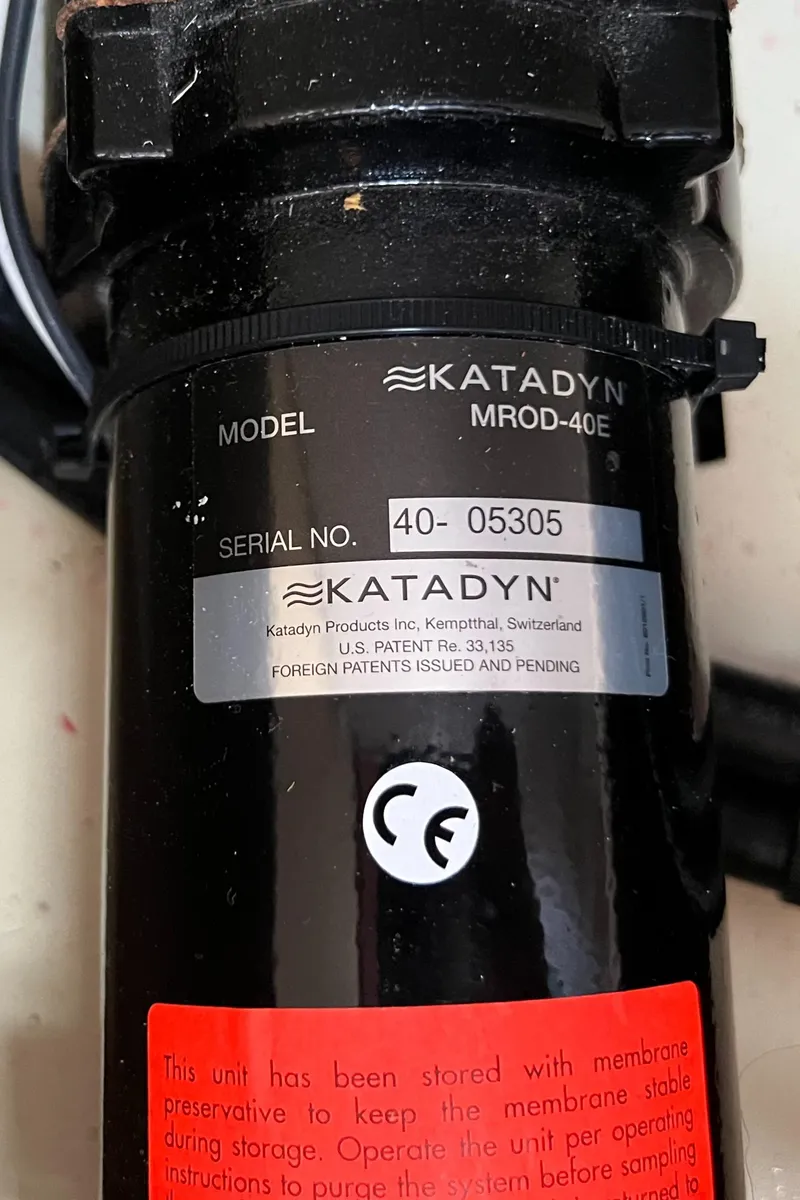 KATADYN
MODEL MROD-40E
SERIAL NO. 40- 05305
KATADYN®
Katadyn Products Inc, Kemptthal, Switzerland
U.S. PATENT Re. 33,135
FOREIGN PATENTS ISSUED AND PENDING
CE
This unit has been stored with membrane
preservative to keep the membrane stable
during storage. Operate the unit per operating
instructions to purge the system before sampling